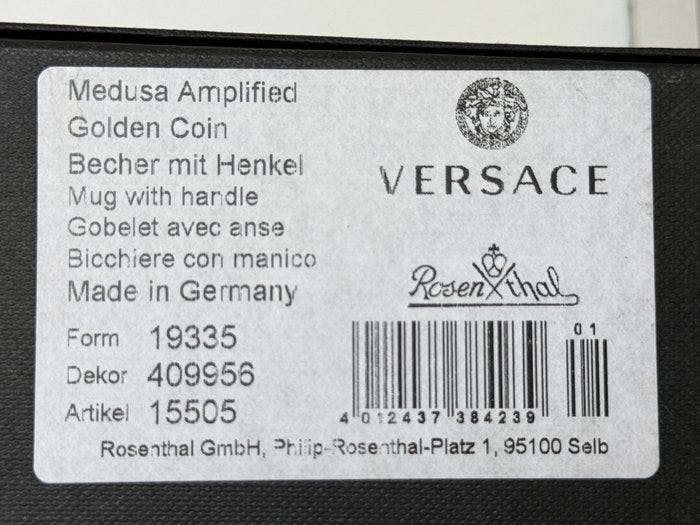 Medusa Amplified
Golden Coin
Becher mit Henkel
Mug with handle
Gobelet avec anse
Bicchiere con manico
Made in Germany
Form 19335
Dekor 409956
Artikel 15505
VERSACE
Rosenthal
01
4 012437 384239
Rosenthal GmbH, Philip-Rosenthal-Platz 1, 95100 Selb